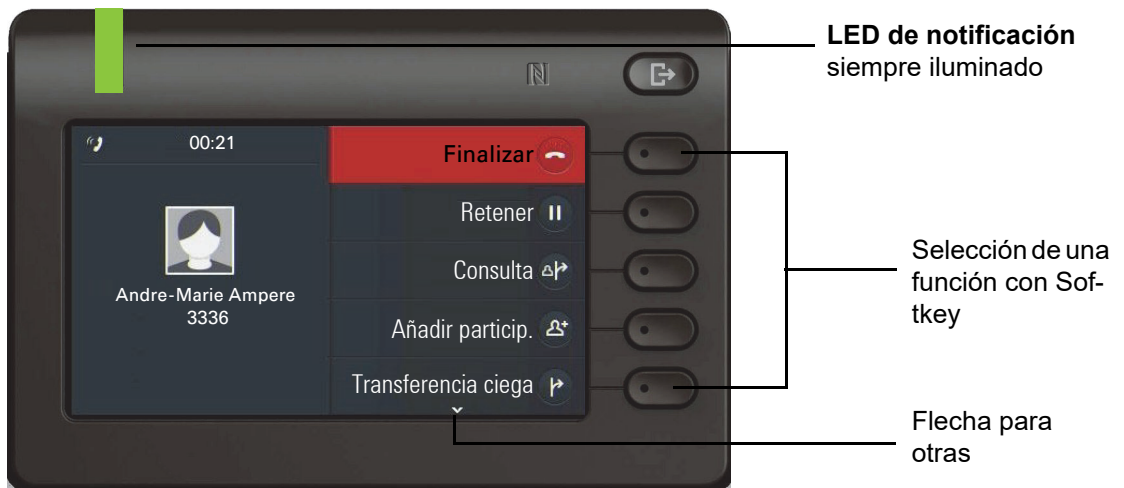 LED de notificación
siempre iluminado
00:21
Finalizar
Retener
Consulta
Añadir particip.
Transferencia ciega
Andre-Marie Ampere
3336
Selección de una
función con Sof-
tkey
Flecha para
otras